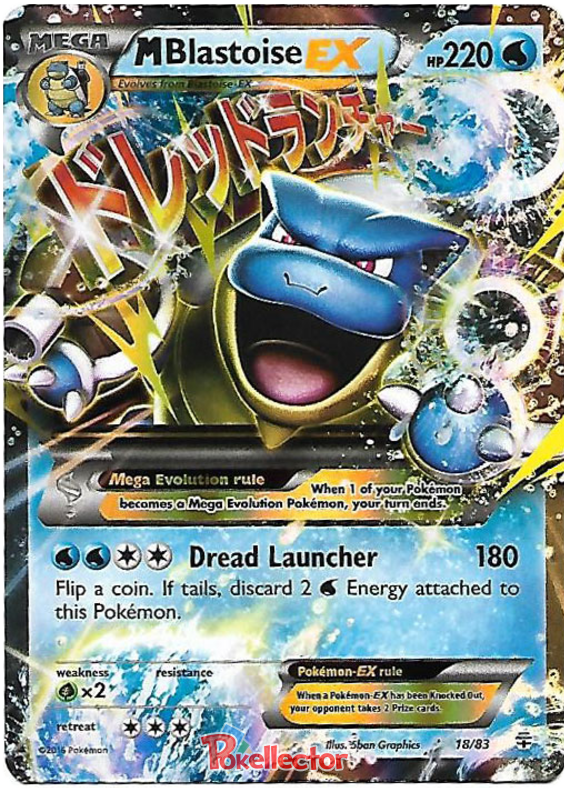 MEGA
MBlastoise EX
HP220
Evolves from Blastoise-EX
ドレッドランチャー
Mega Evolution rule
When 1 of your Pokémon
becomes a Mega Evolution Pokémon, your turn ends.
Dread Launcher 180
Flip a coin. If tails, discard 2 Energy attached to
this Pokémon.
weakness resistance
×2
Pokémon-EX rule
When a Pokémon-EX has been Knocked Out,
your opponent takes 2 Prize cards.
retreat
©2016 Pokémon
Illus. 5ban Graphics 18/83
Pokellector